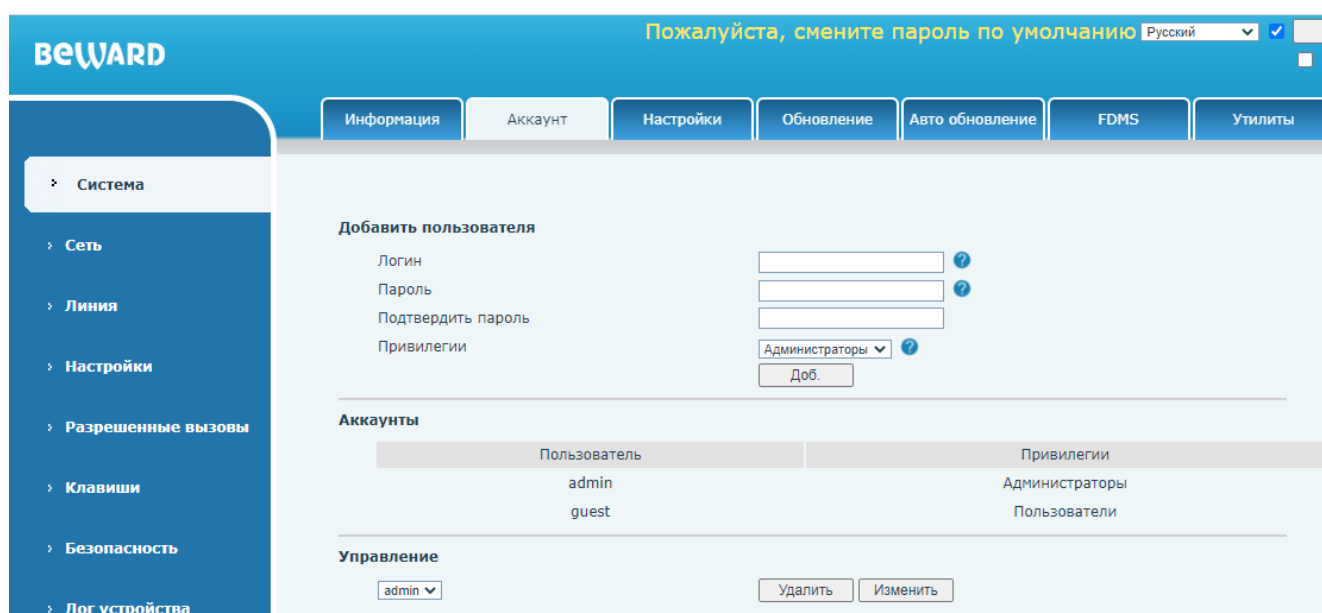 Пожалуйста, смените пароль по умолчанию Русский
BEWARD
Информация Аккаунт Настройки Обновление Авто обновление FDMS Утилиты
Система
Сеть
Линия
Настройки
Разрешенные вызовы
Клавиши
Безопасность
Лог устройства
Добавить пользователя
Логин
Пароль
Подтвердить пароль
Привилегии Администраторы
Доб.
Аккаунты
Пользователь Привилегии
admin Администраторы
guest Пользователи
Управление
admin Удалить Изменить